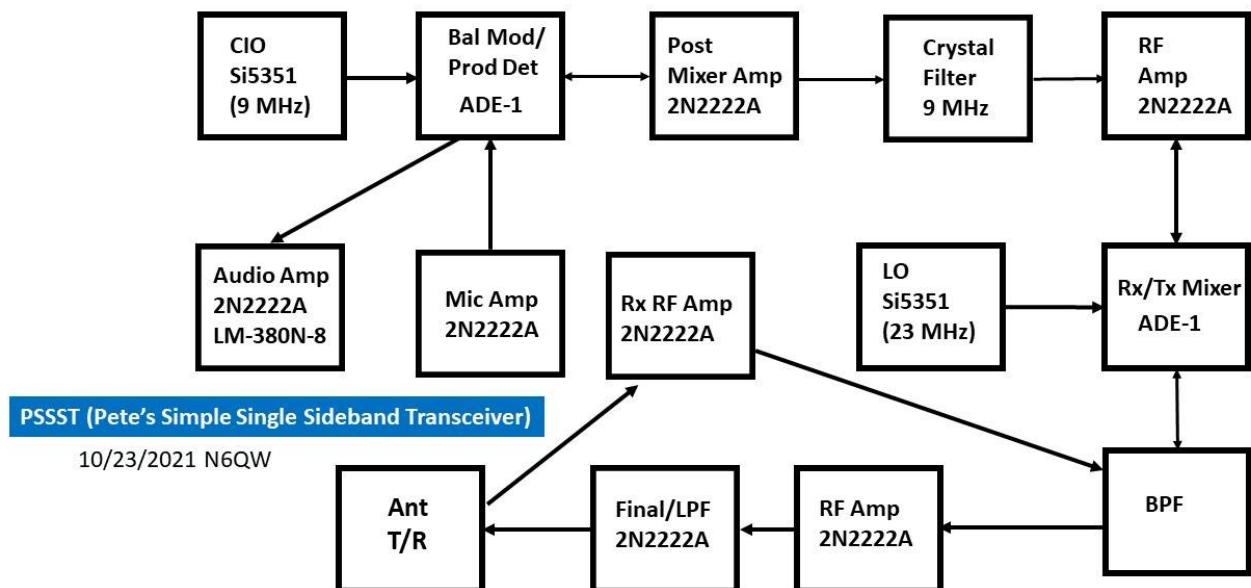 CIO
Si5351
(9 MHz)
Bal Mod/
Prod Det
ADE-1
Post
Mixer Amp
2N2222A
Crystal
Filter
9 MHz
RF
Amp
2N2222A
Audio Amp
2N2222A
LM-380N-8
Mic Amp
2N2222A
Rx RF Amp
2N2222A
LO
Si5351
(23 MHz)
Rx/Tx Mixer
ADE-1
PSSST (Pete’s Simple Single Sideband Transceiver)
10/23/2021 N6QW
Ant
T/R
Final/LPF
2N2222A
RF Amp
2N2222A
BPF